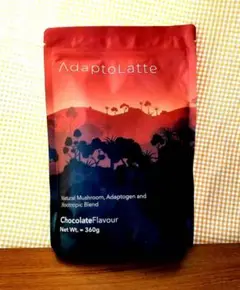 AdaptoLatte
Natural Mushroom, Adaptogen and
Nootropic Blend
ChocolateFlavour
Net Wt. = 360g